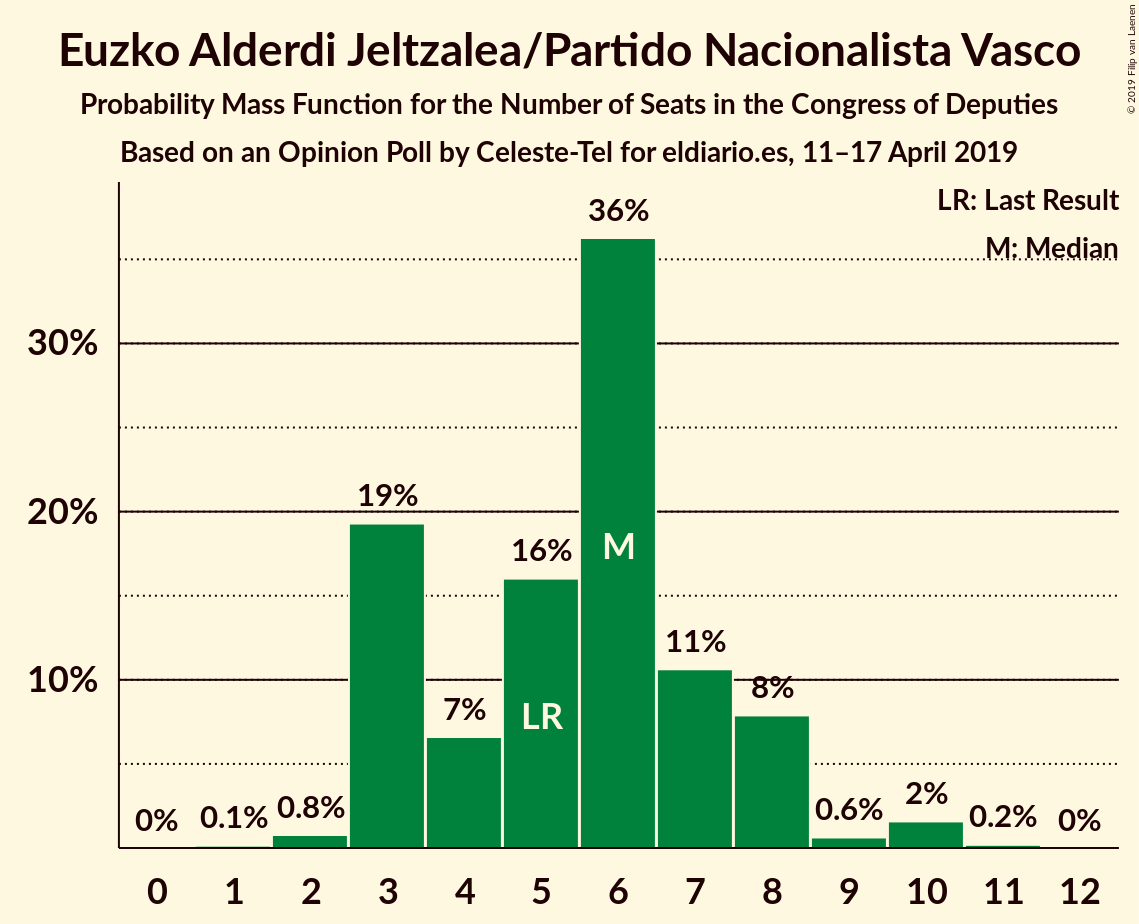 Euzko Alderdi Jeltzalea/Partido Nacionalista Vasco
Probability Mass Function for the Number of Seats in the Congress of Deputies
Based on an Opinion Poll by Celeste-Tel for eldiario.es, 11–17 April 2019
© 2019 Filip van Laenen
LR: Last Result
M: Median
36%
30%
19%
20%
16%
M
11%
10%
8%
7%
LR
0%
0.1%
0.8%
0.6%
2%
0.2%
0%
0 1 2 3 4 5 6 7 8 9 10 11 12